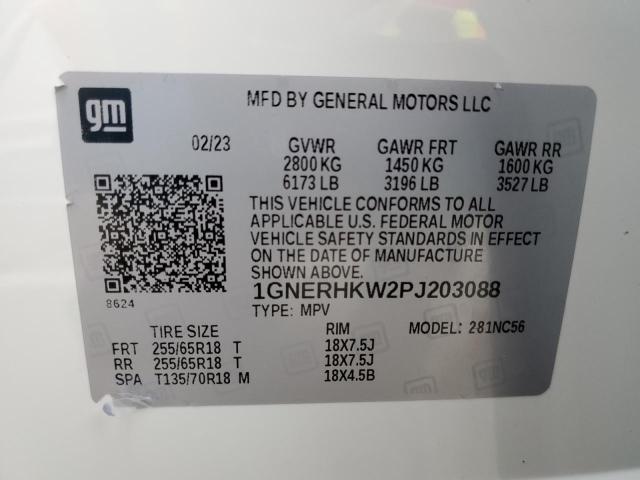 gm
MFD BY GENERAL MOTORS LLC
02/23 GVWR GAWR FRT GAWR RR
2800 KG 1450 KG 1600 KG
6173 LB 3196 LB 3527 LB
THIS VEHICLE CONFORMS TO ALL
APPLICABLE U.S. FEDERAL MOTOR
VEHICLE SAFETY STANDARDS IN EFFECT
ON THE DATE OF MANUFACTURE
SHOWN ABOVE.
8624
1GNERHKW2PJ203088
TYPE: MPV MODEL: 281NC56
TIRE SIZE RIM
FRT 255/65R18 T 18X7.5J
RR 255/65R18 T 18X7.5J
SPA T135/70R18 M 18X4.5B